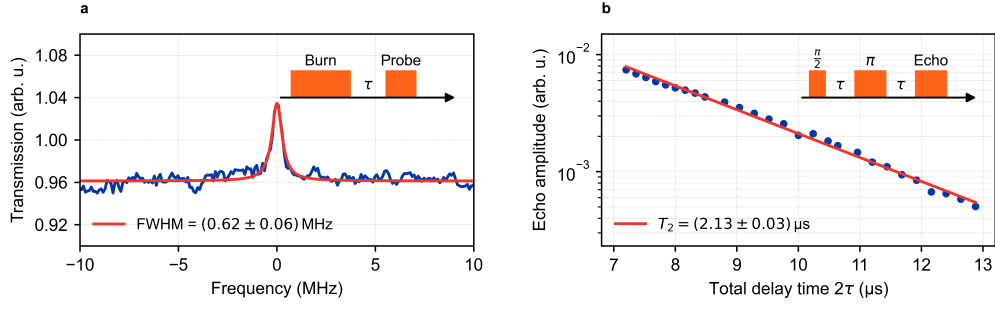 a
Transmission (arb. u.)
1.08
1.04
1.00
0.96
0.92
Burn
τ
Probe
FWHM = (0.62 ± 0.06) MHz
−10
−5
0
5
10
Frequency (MHz)
b
Echo amplitude (arb. u.)
10⁻²
10⁻³
π/2
τ
π
τ
Echo
T₂ = (2.13 ± 0.03) µs
7
8
9
10
11
12
13
Total delay time 2τ (µs)